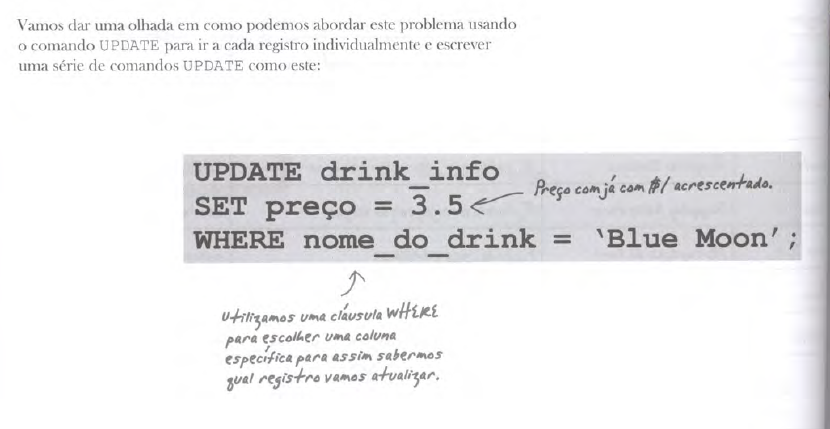 Vamos dar uma olhada em como podemos abordar este problema usando
o comando UPDATE para ir a cada registro individualmente e escrever
uma série de comandos UPDATE como este:
UPDATE drink_info
SET preço = 3.5
Preço com já com $1 acrescentado.
WHERE nome_do_drink = 'Blue Moon';
Utilizamos uma cláusula WHERE
para escolher uma coluna
específica para assim sabermos
qual registro vamos atualizar.